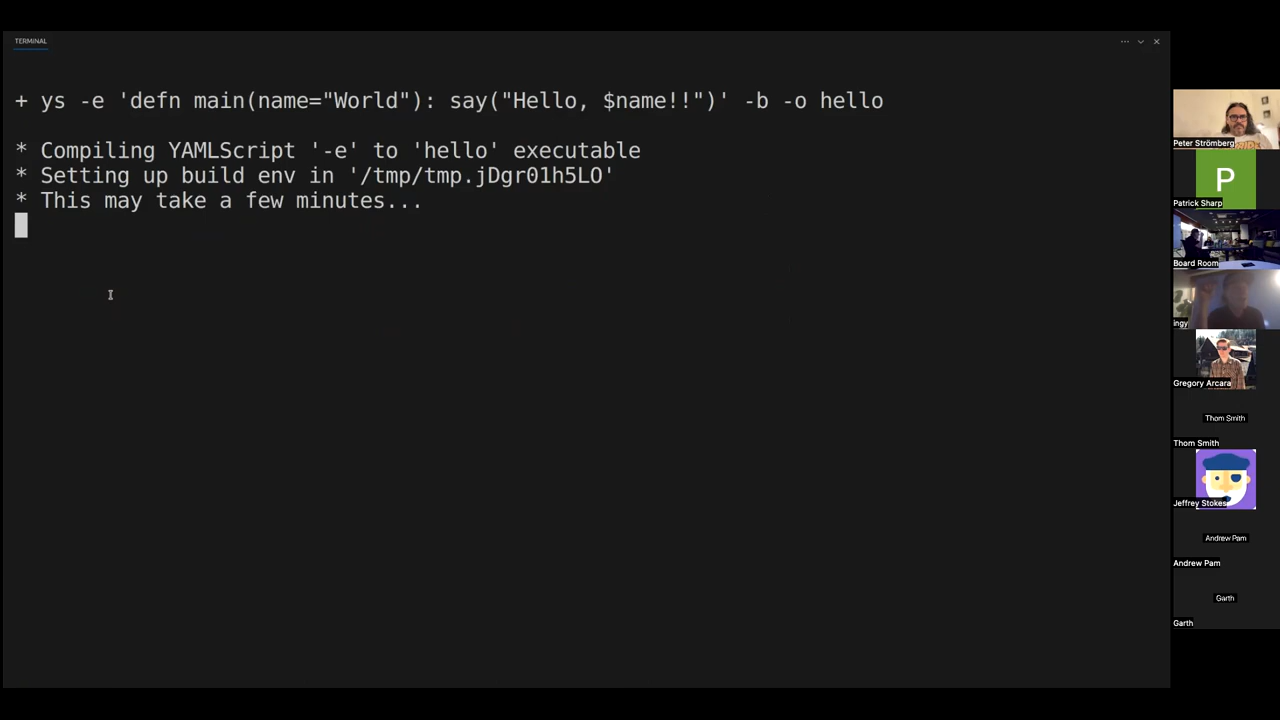 TERMINAL
+ ys -e 'defn main(name="World"): say("Hello, $name!!")' -b -o hello
* Compiling YAMLScript '-e' to 'hello' executable
* Setting up build env in '/tmp/tmp.jDgr01h5LO'
* This may take a few minutes...
Peter Strömberg
P
Patrick Sharp
Board Room
ingy
Gregory Arcara
Thom Smith
Thom Smith
Jeffrey Stokes
Andrew Pam
Andrew Pam
Garth
Garth